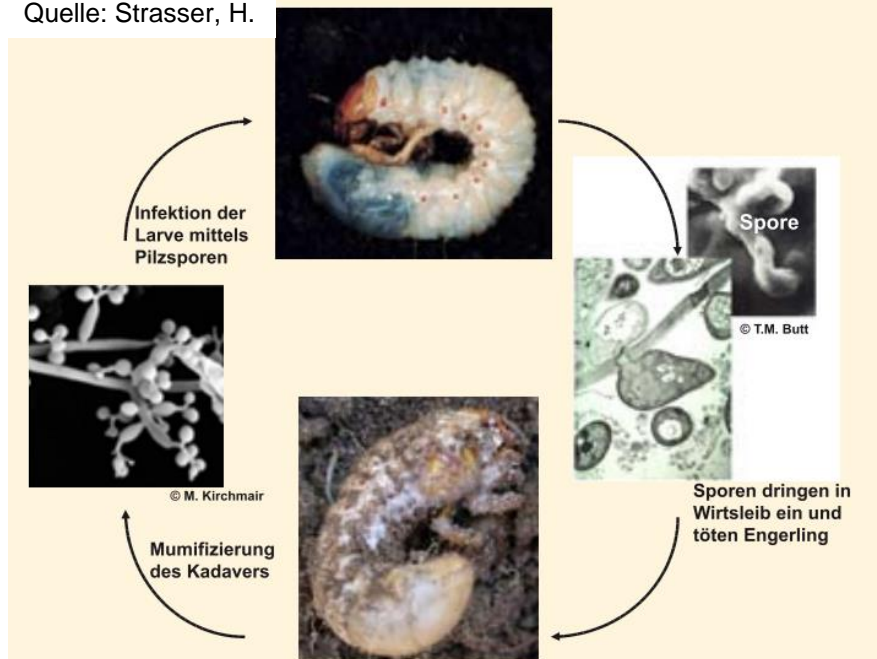 Quelle: Strasser, H.
Infektion der
Larve mittels
Pilzsporen
Spore
© T.M. Butt
© M. Kirchmair
Sporen dringen in
Wirtsleib ein und
töten Engerling
Mumifizierung
des Kadavers